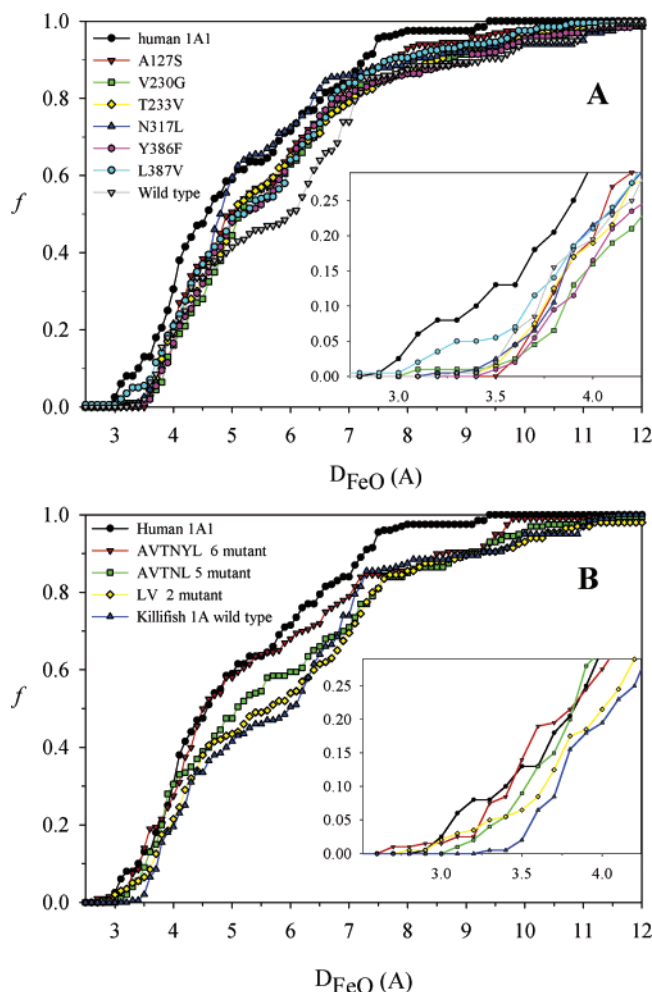 1.0
0.8
0.6
0.4
0.2
0.0
f
human 1A1
A127S
V230G
T233V
N317L
Y386F
L387V
Wild type
A
0.25
0.20
0.15
0.10
0.05
0.00
3.0 3.5 4.0
3 4 5 6 7 8 9 10 11 12
D FeO (A)
1.0
0.8
0.6
0.4
0.2
0.0
f
Human 1A1
AVTNYL 6 mutant
AVTNL 5 mutant
LV 2 mutant
Killifish 1A wild type
B
0.25
0.20
0.15
0.10
0.05
0.00
3.0 3.5 4.0
3 4 5 6 7 8 9 10 11 12
D FeO (A)